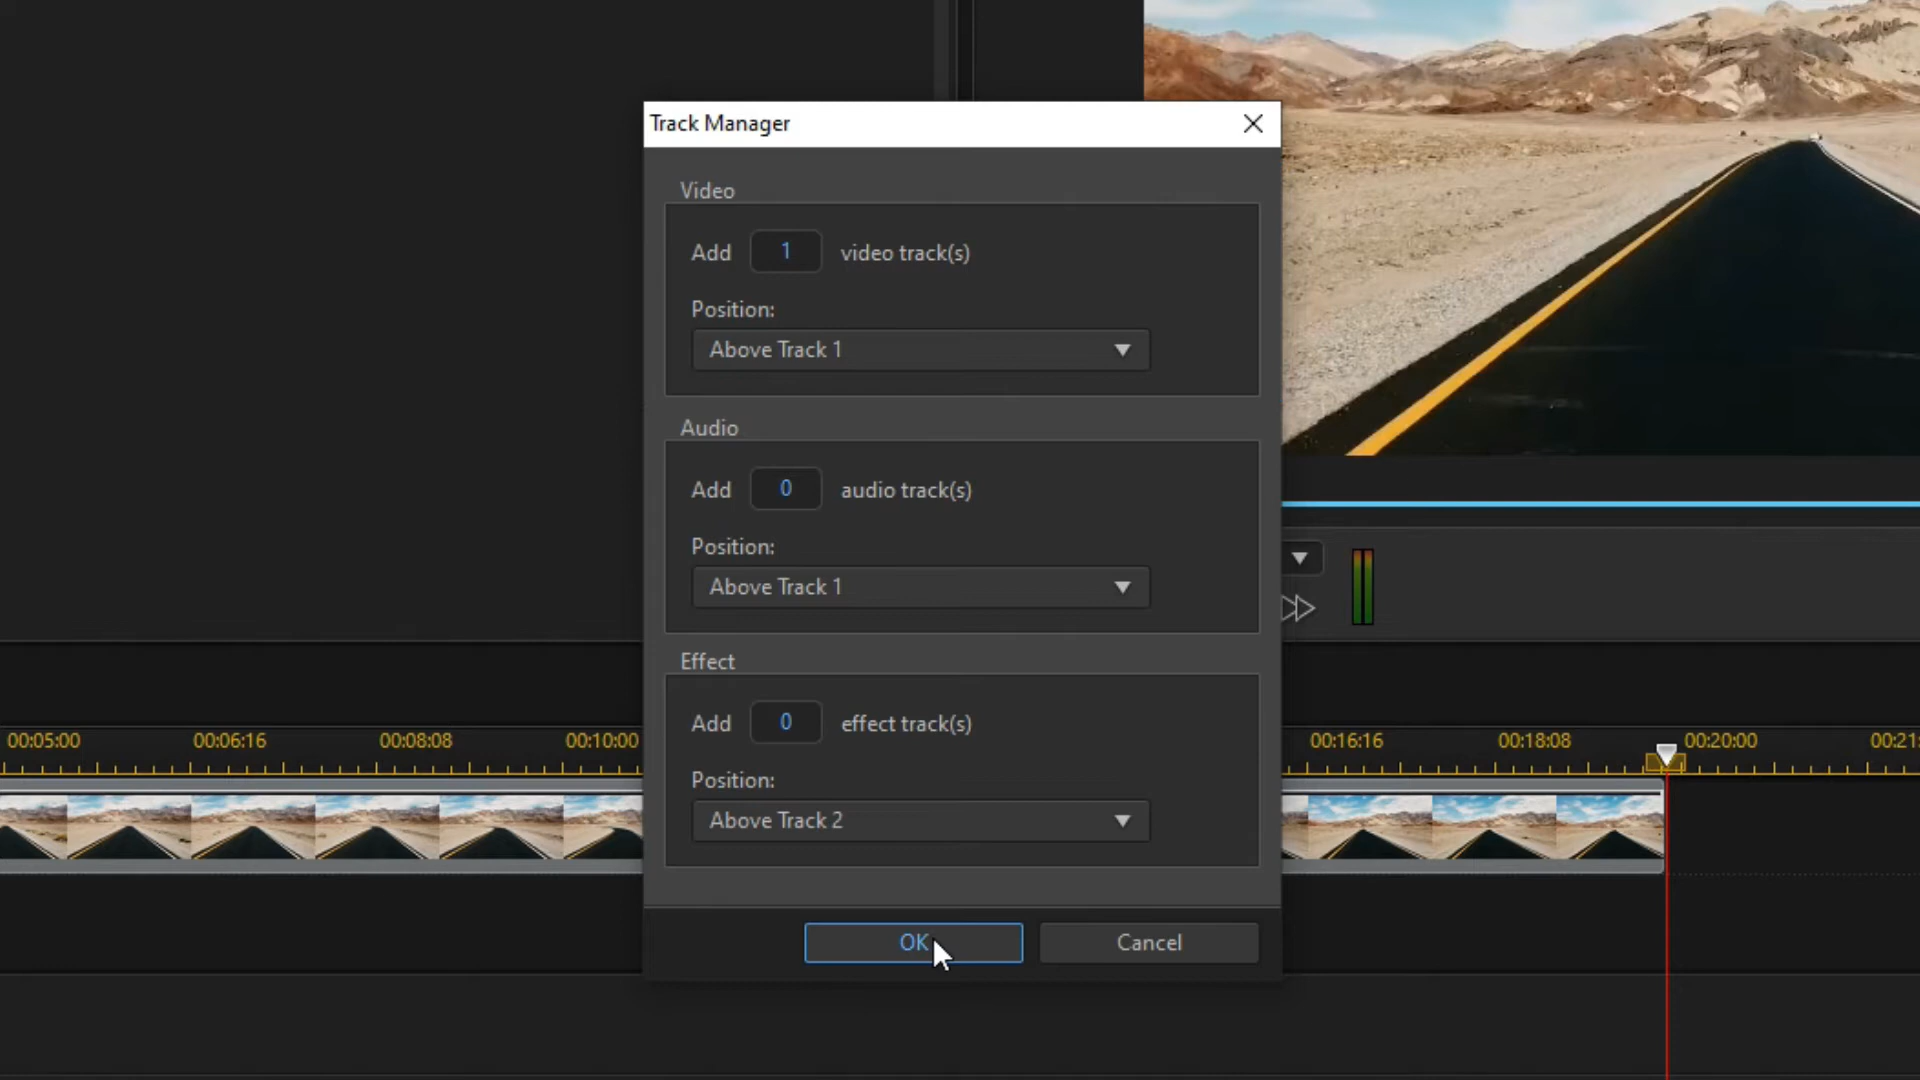 Track Manager
Video
Add 1 video track(s)
Position:
Above Track 1
Audio
Add 0 audio track(s)
Position:
Above Track 1
Effect
Add 0 effect track(s)
Position:
Above Track 2
OK Cancel
00:05:00 00:06:16 00:08:08 00:10:00 00:16:16 00:18:08 00:20:00 00:21: